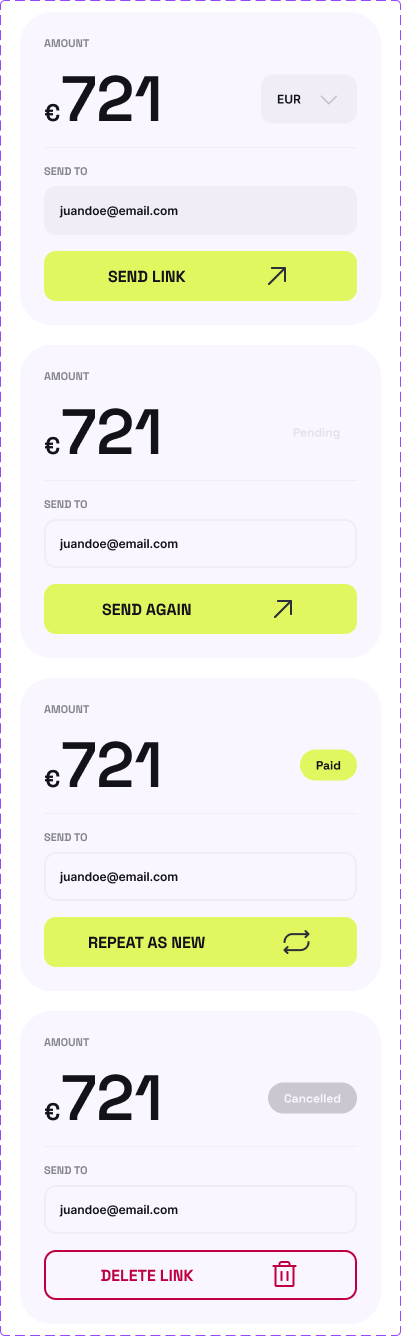 AMOUNT
€721
EUR
SEND TO
juandoe@email.com
SEND LINK
AMOUNT
€721
Pending
SEND TO
juandoe@email.com
SEND AGAIN
AMOUNT
€721
Paid
SEND TO
juandoe@email.com
REPEAT AS NEW
AMOUNT
€721
Cancelled
SEND TO
juandoe@email.com
DELETE LINK